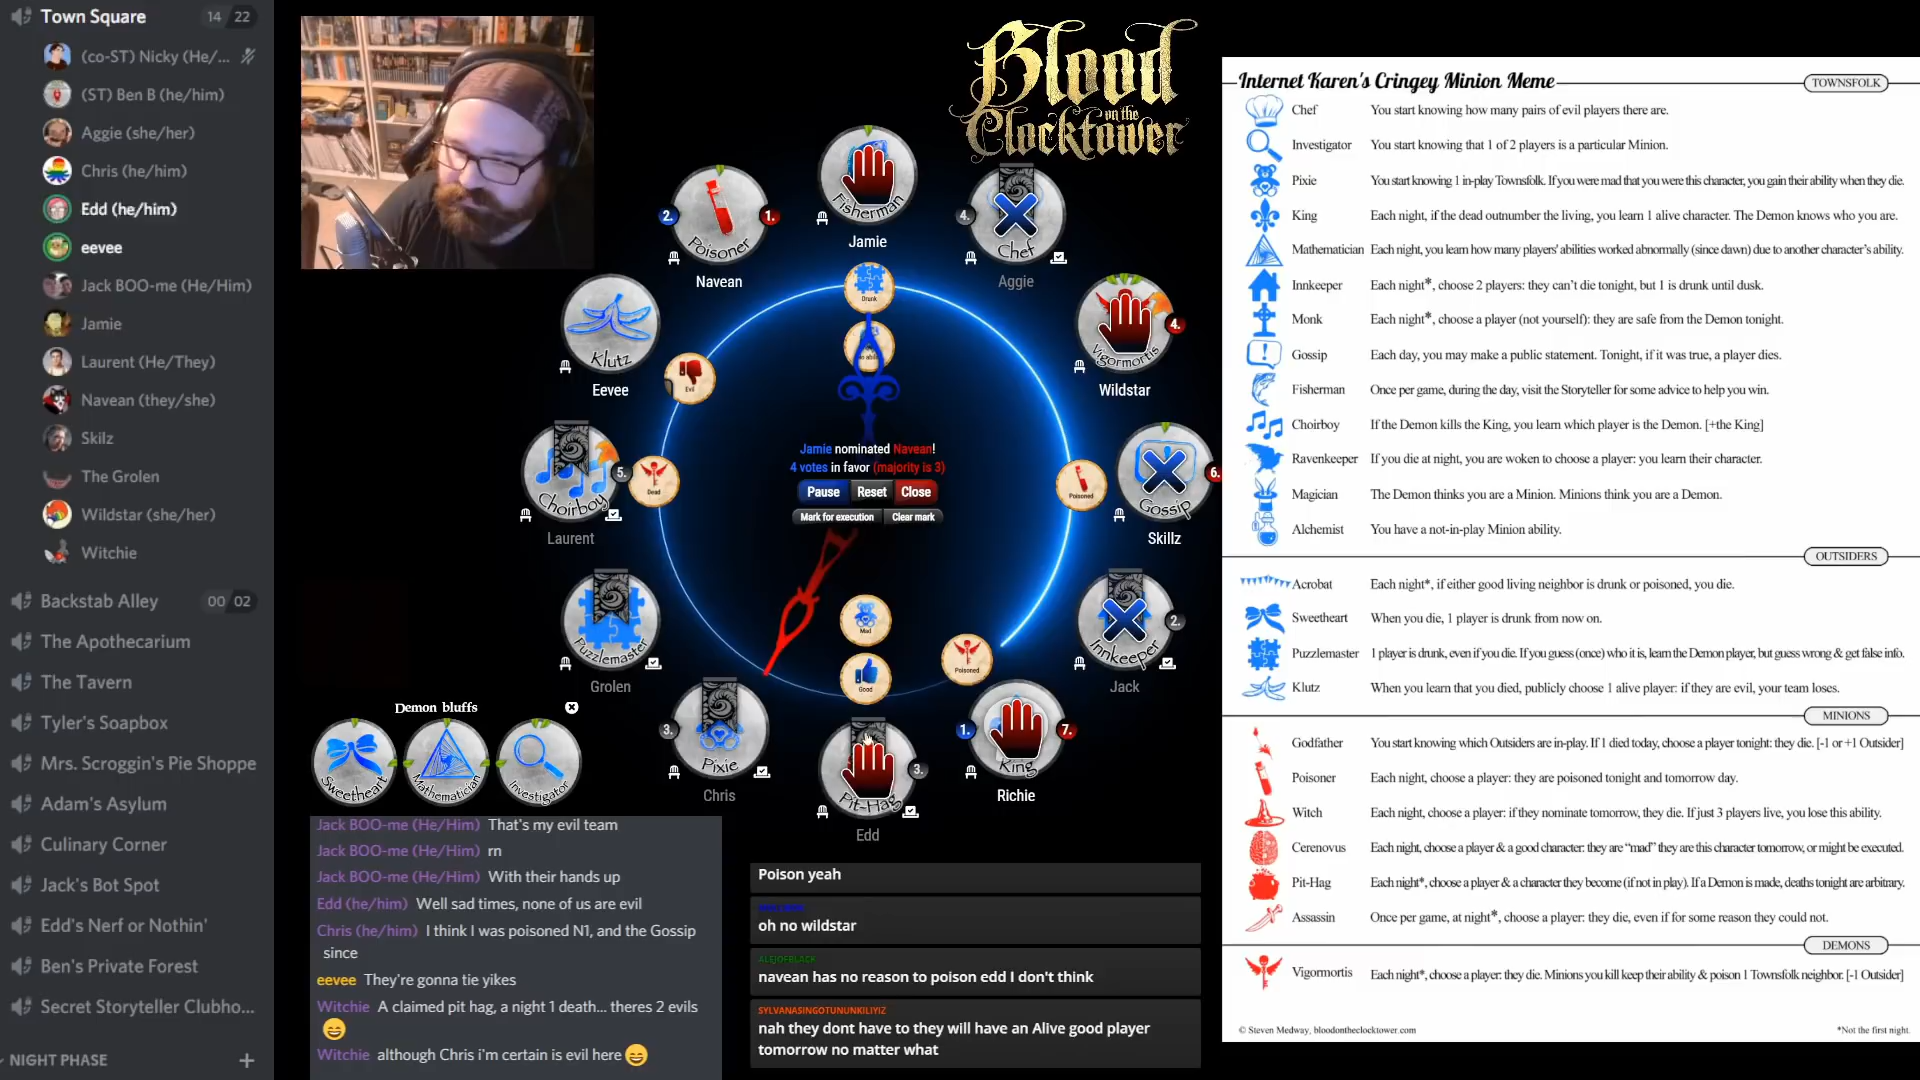 Town Square 14 22
(co-ST) Nicky (He/...
(ST) Ben B (he/him)
Aggie (she/her)
Chris (he/him)
Edd (he/him)
eevee
Jack BOO-me (He/Him)
Jamie
Laurent (He/They)
Navean (they/she)
Skilz
The Grolen
Wildstar (she/her)
Witchie
Backstab Alley 00 02
The Apothecarium
The Tavern
Tyler's Soapbox
Mrs. Scroggin's Pie Shoppe
Adam's Asylum
Culinary Corner
Jack's Bot Spot
Edd's Nerf or Nothin'
Ben's Private Forest
Secret Storyteller Clubho...
NIGHT PHASE +
Blood
on the
Clocktower
Fisherman
Jamie
2. Poisoner 1.
Navean
4. Chef
Aggie
Klutz
Eevee
Vigormortis 4.
Wildstar
Drunk
Evil
Choirboy 5.
Laurent
Dead
Jamie nominated Navean!
4 votes in favor (majority is 3)
Pause Reset Close
Mark for execution Clear mark
Poisoned
Gossip 6.
Skillz
Puzzlemaster
Grolen
Mad
Good
Poisoned
Innkeeper 2.
Jack
3. Pixie
Chris
Pit-Hag 3.
Edd
1. King 7.
Richie
Demon bluffs
Sweetheart
Mathematician
Investigator
Jack BOO-me (He/Him) That's my evil team
Jack BOO-me (He/Him) rn
Jack BOO-me (He/Him) With their hands up
Edd (he/him) Well sad times, none of us are evil
Chris (he/him) I think I was poisoned N1, and the Gossip
since
eevee They're gonna tie yikes
Witchie A claimed pit hag, a night 1 death... theres 2 evils
😄
Witchie although Chris i'm certain is evil here 😄
Poison yeah
oh no wildstar
ALEJOFBLACK
navean has no reason to poison edd I don't think
SYLVANASINGOTUNUNKILIYIZ
nah they dont have to they will have an Alive good player
tomorrow no matter what
Internet Karen's Cringey Minion Meme
TOWNSFOLK
Chef You start knowing how many pairs of evil players there are.
Investigator You start knowing that 1 of 2 players is a particular Minion.
Pixie You start knowing 1 in-play Townsfolk. If you were mad that you were this character, you gain their ability when they die.
King Each night, if the dead outnumber the living, you learn 1 alive character. The Demon knows who you are.
Mathematician Each night, you learn how many players' abilities worked abnormally (since dawn) due to another character's ability.
Innkeeper Each night*, choose 2 players: they can't die tonight, but 1 is drunk until dusk.
Monk Each night*, choose a player (not yourself): they are safe from the Demon tonight.
Gossip Each day, you may make a public statement. Tonight, if it was true, a player dies.
Fisherman Once per game, during the day, visit the Storyteller for some advice to help you win.
Choirboy If the Demon kills the King, you learn which player is the Demon. [+the King]
Ravenkeeper If you die at night, you are woken to choose a player: you learn their character.
Magician The Demon thinks you are a Minion. Minions think you are a Demon.
Alchemist You have a not-in-play Minion ability.
OUTSIDERS
Acrobat Each night*, if either good living neighbor is drunk or poisoned, you die.
Sweetheart When you die, 1 player is drunk from now on.
Puzzlemaster 1 player is drunk, even if you die. If you guess (once) who it is, learn the Demon player, but guess wrong & get false info.
Klutz When you learn that you died, publicly choose 1 alive player: if they are evil, your team loses.
MINIONS
Godfather You start knowing which Outsiders are in-play. If 1 died today, choose a player tonight: they die. [-1 or +1 Outsider]
Poisoner Each night, choose a player: they are poisoned tonight and tomorrow day.
Witch Each night, choose a player: if they nominate tomorrow, they die. If just 3 players live, you lose this ability.
Cerenovus Each night, choose a player & a good character: they are "mad" they are this character tomorrow, or might be executed.
Pit-Hag Each night*, choose a player & a character they become (if not in play). If a Demon is made, deaths tonight are arbitrary.
Assassin Once per game, at night*, choose a player: they die, even if for some reason they could not.
DEMONS
Vigormortis Each night*, choose a player: they die. Minions you kill keep their ability & poison 1 Townsfolk neighbor. [-1 Outsider]
© Steven Medway, bloodontheclocktower.com *Not the first night.